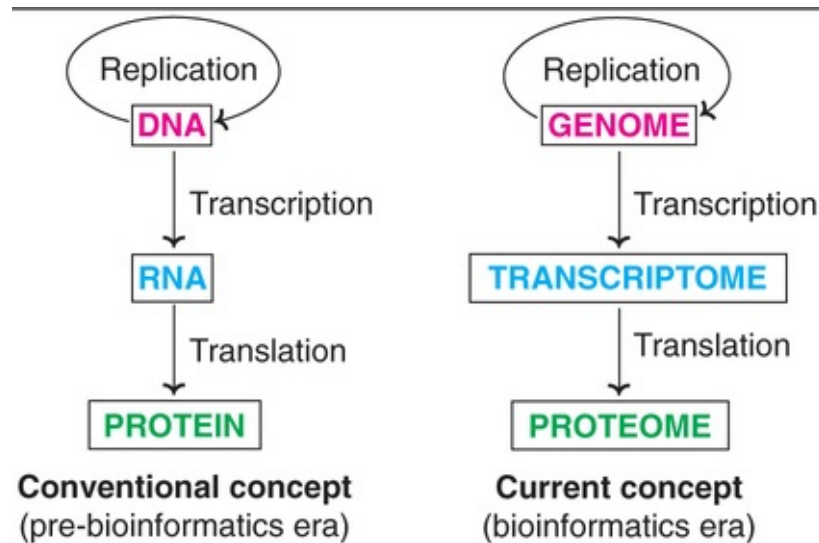 Replication
DNA
Transcription
RNA
Translation
PROTEIN
Conventional concept
(pre-bioinformatics era)
Replication
GENOME
Transcription
TRANSCRIPTOME
Translation
PROTEOME
Current concept
(bioinformatics era)